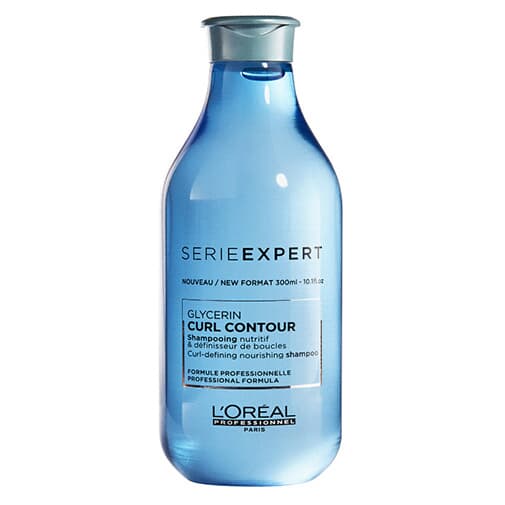 SERIEEXPERT
NOUVEAU / NEW FORMAT 300ml - 10.1fl.oz
GLYCERIN
CURL CONTOUR
Shampooing nutritif
& définisseur de boucles
Curl-defining nourishing shampoo
FORMULE PROFESSIONNELLE
PROFESSIONAL FORMULA
L'ORÉAL
PROFESSIONNEL
PARIS